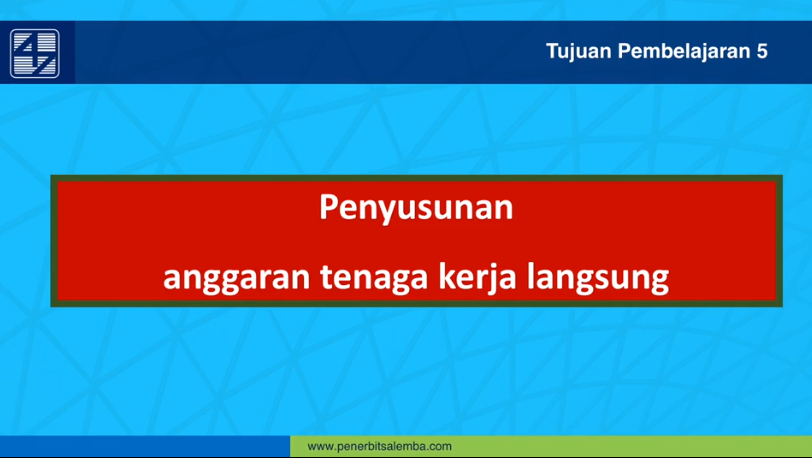 Tujuan Pembelajaran 5
Penyusunan
anggaran tenaga kerja langsung
www.penerbitsalemba.com